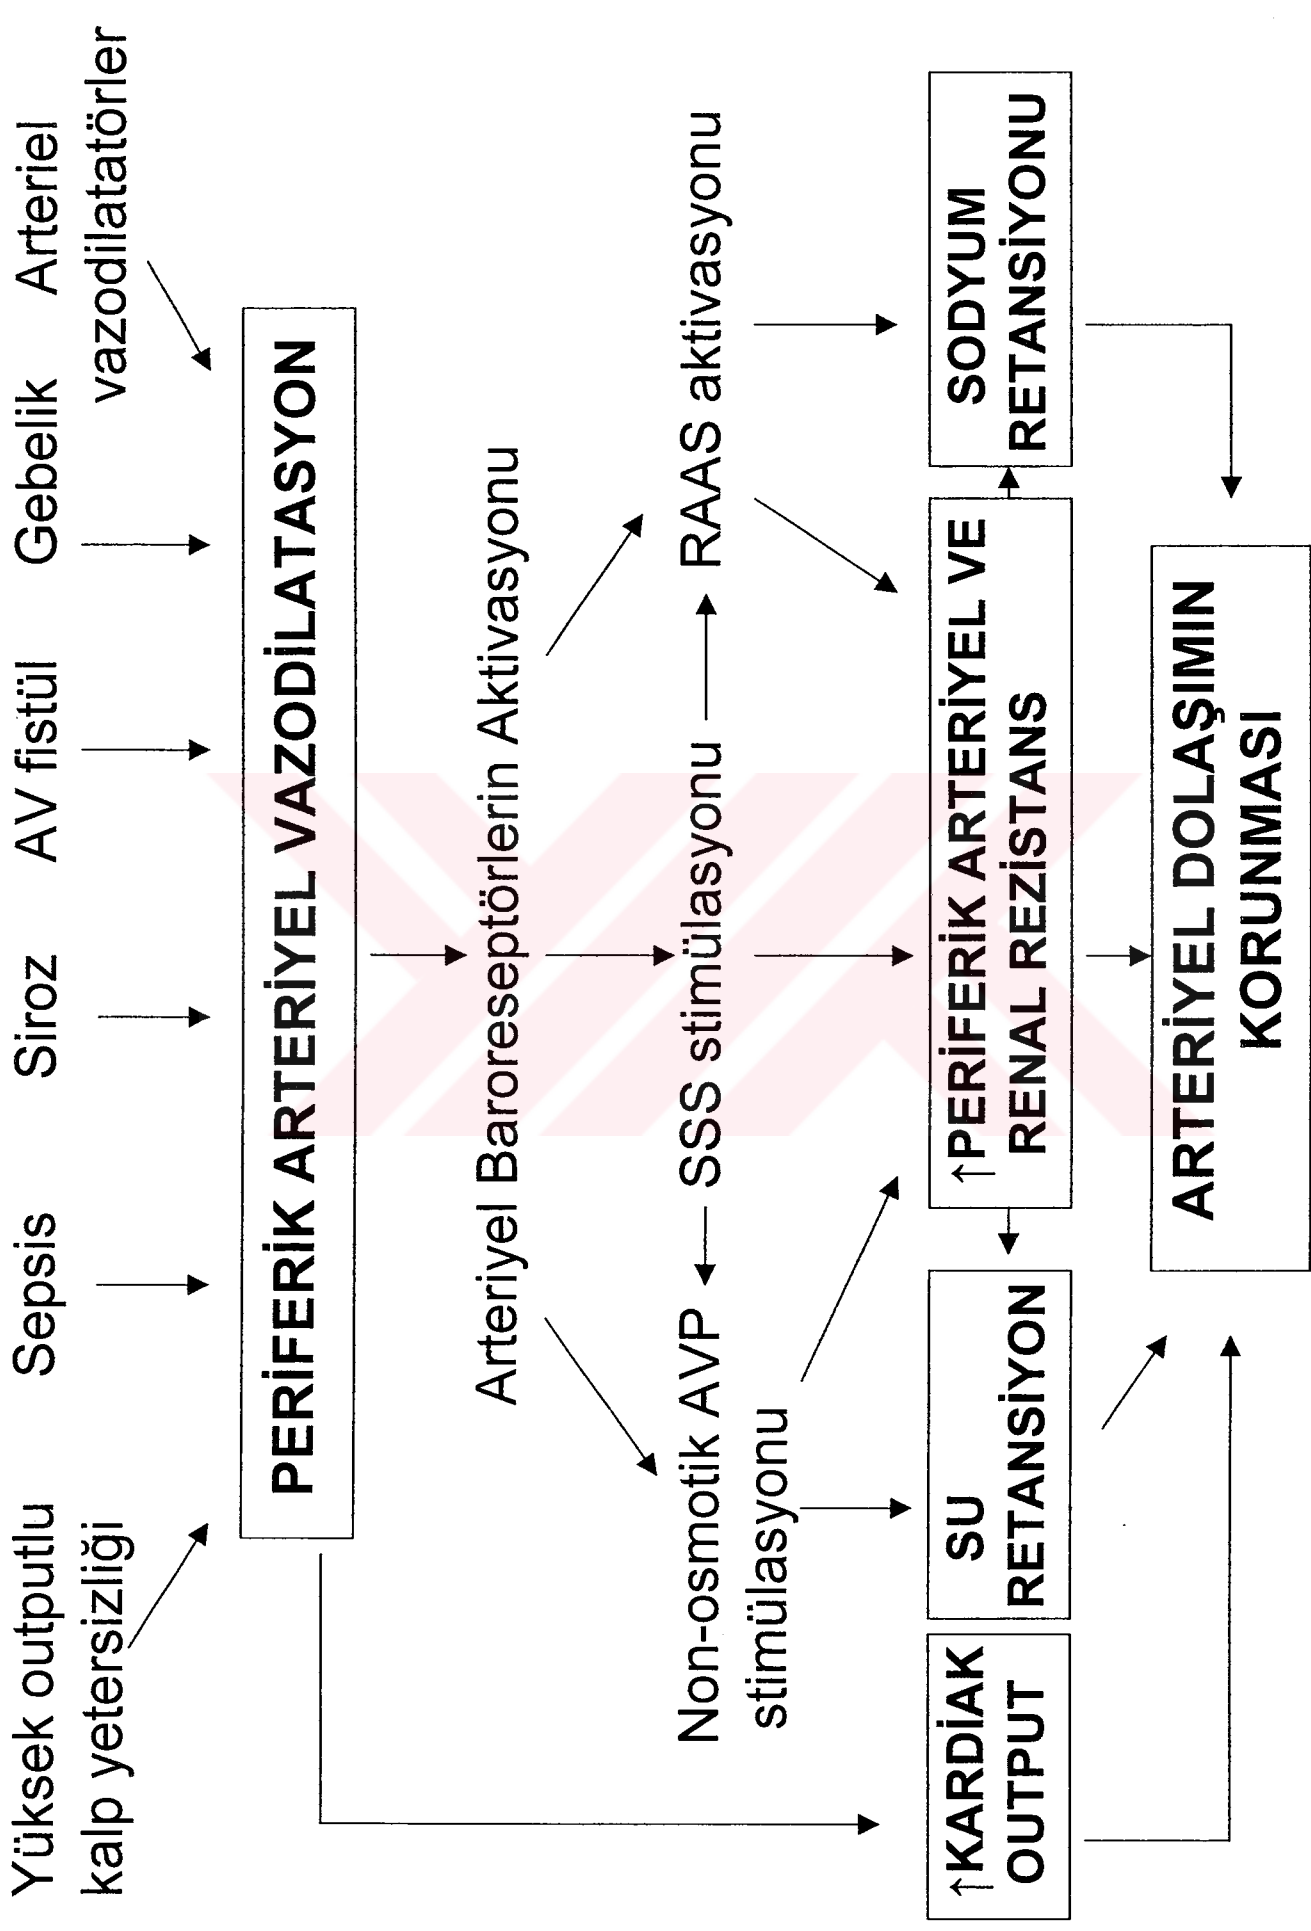 Yüksek outputlu
kalp yetersizliği
Sepsis
Siroz
AV fistül
Gebelik
Arteriel
vazodilatatörler
PERİFERİK ARTERİYEL VAZODİLATASYON
Arteriyel Baroreseptörlerin Aktivasyonu
Non-osmotik AVP
stimülasyonu
SSS stimülasyonu
RAAS aktivasyonu
↑KARDİAK
OUTPUT
SU
RETANSİYON
↑PERİFERİK ARTERİYEL VE
RENAL REZİSTANS
SODYUM
RETANSİYONU
ARTERİYEL DOLAŞIMIN
KORUNMASI